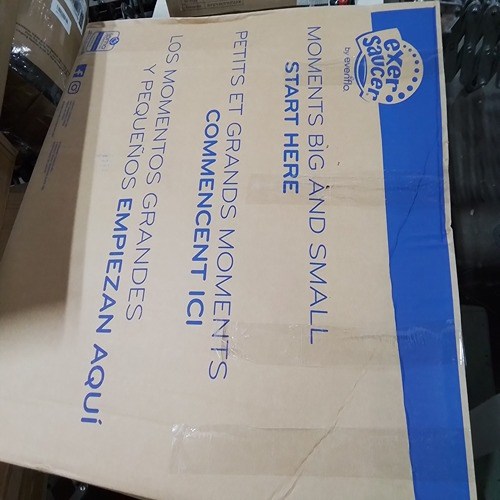 exer
saucer
by evenflo
MOMENTS BIG AND SMALL
START HERE
PETITS ET GRANDS MOMENTS
COMMENCENT ICI
LOS MOMENTOS GRANDES
Y PEQUEÑOS EMPIEZAN AQUÍ